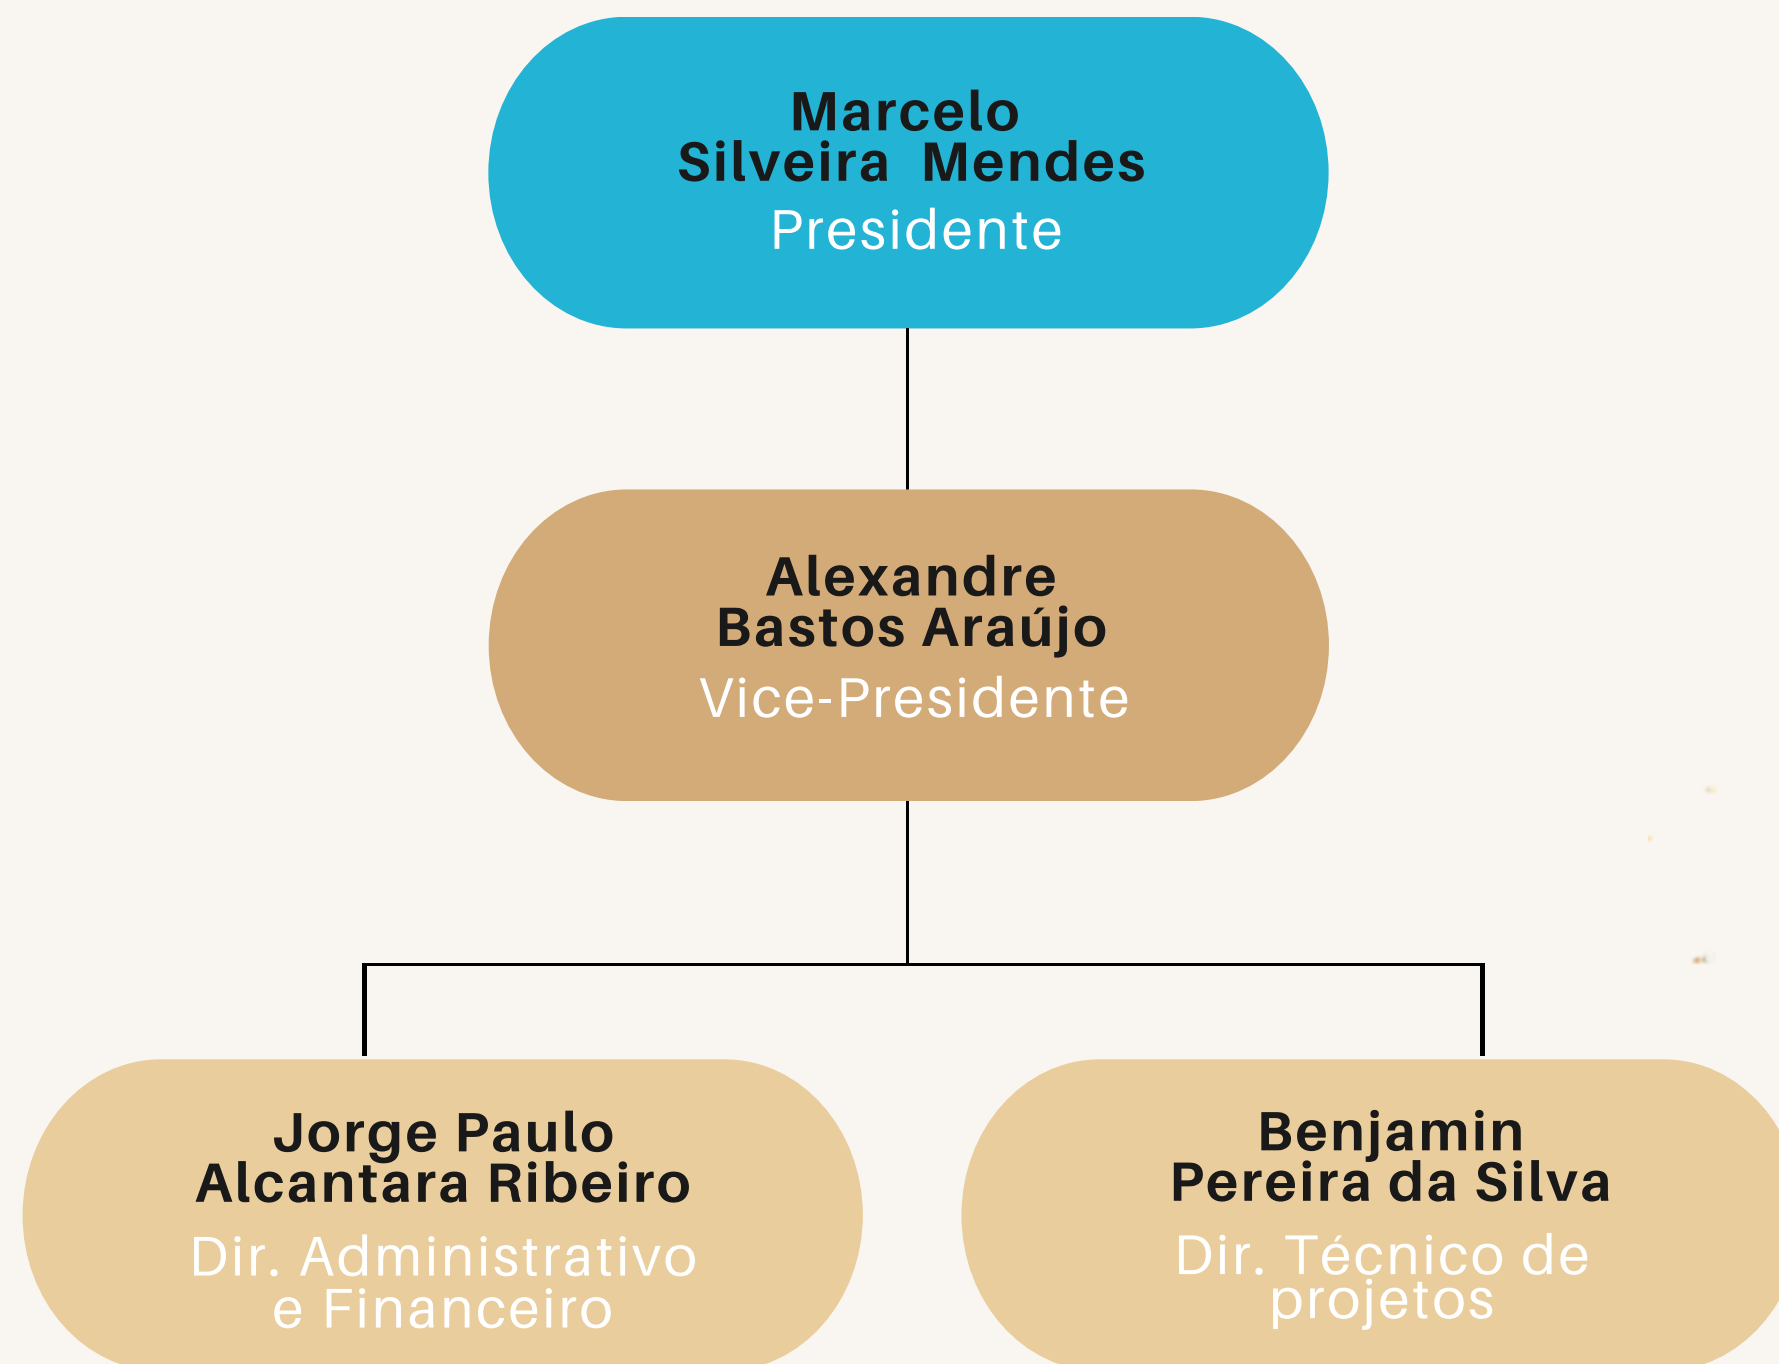 Marcelo
Silveira  Mendes
Presidente
Alexandre
Bastos Araújo
Vice-Presidente
Jorge Paulo
Alcantara Ribeiro
Dir. Administrativo
e Financeiro
Benjamin
Pereira da Silva
Dir. Técnico de
projetos